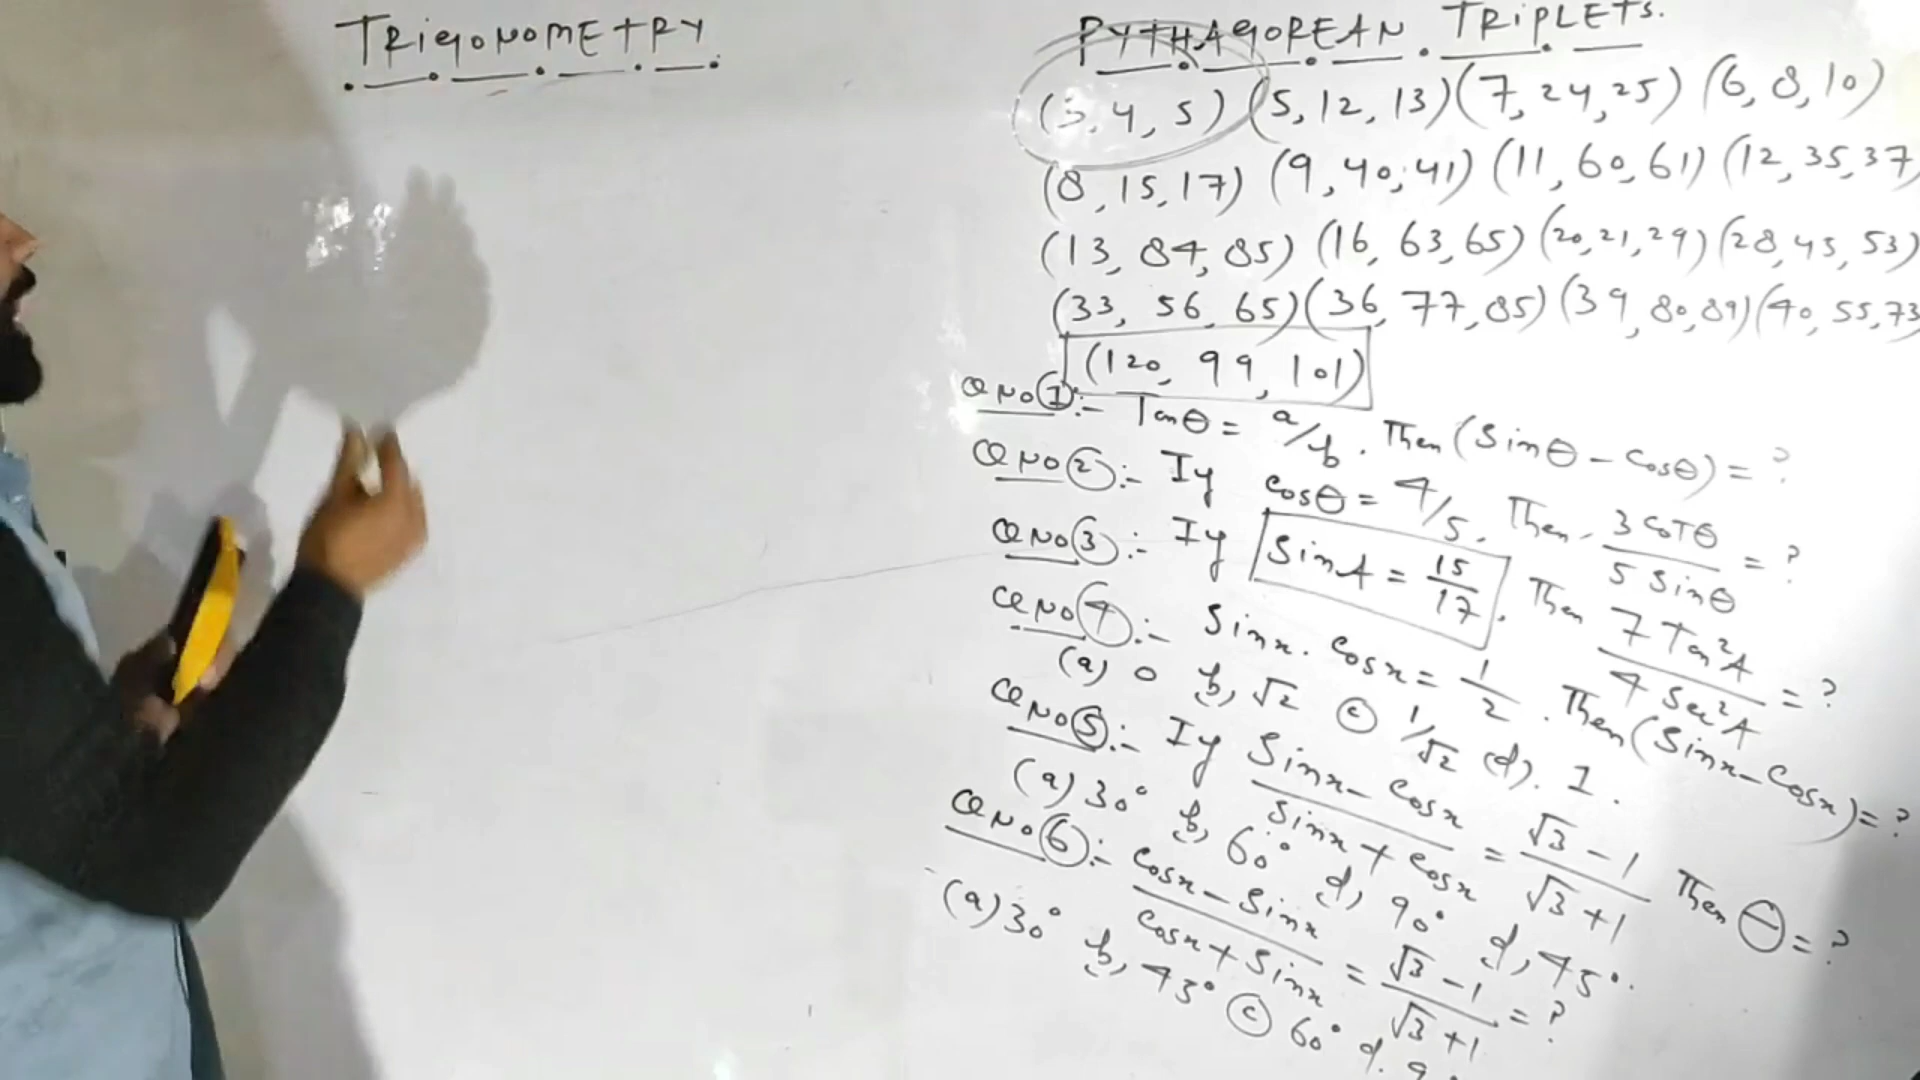 TRIGONOMETRY
PYTHAGOREAN TRIPLETS.
(3, 4, 5) (5, 12, 13) (7, 24, 25) (6, 8, 10)
(8, 15, 17) (9, 40, 41) (11, 60, 61) (12, 35, 37)
(13, 84, 85) (16, 63, 65) (20, 21, 29) (28, 45, 53)
(33, 56, 65) (36, 77, 85) (39, 80, 89) (40, 55, 73
(120, 99, 101)
Q No 1 :- Tanθ = a/b. Then (Sinθ - Cosθ) = ?
Q No 2 :- If cosθ = 4/5. Then. 3 COTθ / 5 Sinθ = ?
Q No 3 :- If SinA = 15/17, Then 7 Tan²A / 4 Sec²A = ?
Q No 4 :- Sinx. Cosx = 1/2. Then (Sinx - Cosx) = ?
(a) 0 b, √2 (c) 1/√2 (d). 1.
Q No 5 :- If Sinx - Cosx / Sinx + Cosx = √3 - 1 / √3 + 1 Then θ = ?
(a) 30° b, 60° d, 90° d, 45°.
Q No. 6 :- Cosx - Sinx / Cosx + Sinx = √3 - 1 / √3 + 1 = ?
(a) 30° b, 45° (c) 60° d. 9